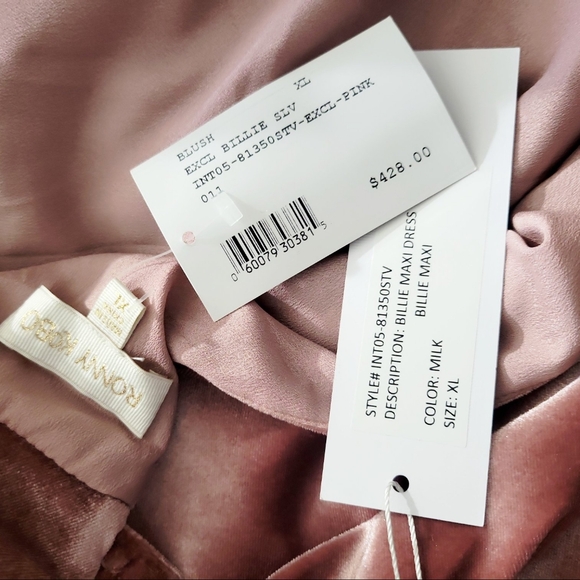 BLUSH XL
EXCL BILLIE SLV
INT05-81350STV-EXCL-PINK
011
$428.00
0 60079 30381 5
STYLE# INT05-81350STV
DESCRIPTION: BILLIE MAXI DRESS
BILLIE MAXI
COLOR: MILK
SIZE: XL
RONNY KOBO
XL